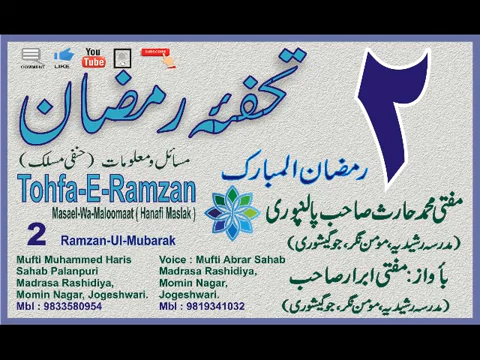 COMMENT
LIKE
You Tube
SUBSCRIBE
تحفۂ رمضان
مسائل و معلومات ( حنفی مسلک )
Tohfa-E-Ramzan
Masael-Wa-Maloomaat ( Hanafi Maslak )
2 Ramzan-Ul-Mubarak
Mufti Muhammed Haris
Sahab Palanpuri
Madrasa Rashidiya,
Momin Nagar, Jogeshwari.
Mbl : 9833580954
Voice : Mufti Abrar Sahab
Madrasa Rashidiya,
Momin Nagar,
Jogeshwari.
Mbl : 9819341032
۲
رمضان المبارک
مفتی محمد حارث صاحب پالنپوری
(مدرسہ رشیدیہ، مومن نگر، جوگیشوری)
بآواز: مفتی ابرار صاحب
(مدرسہ رشیدیہ، مومن نگر، جوگیشوری)